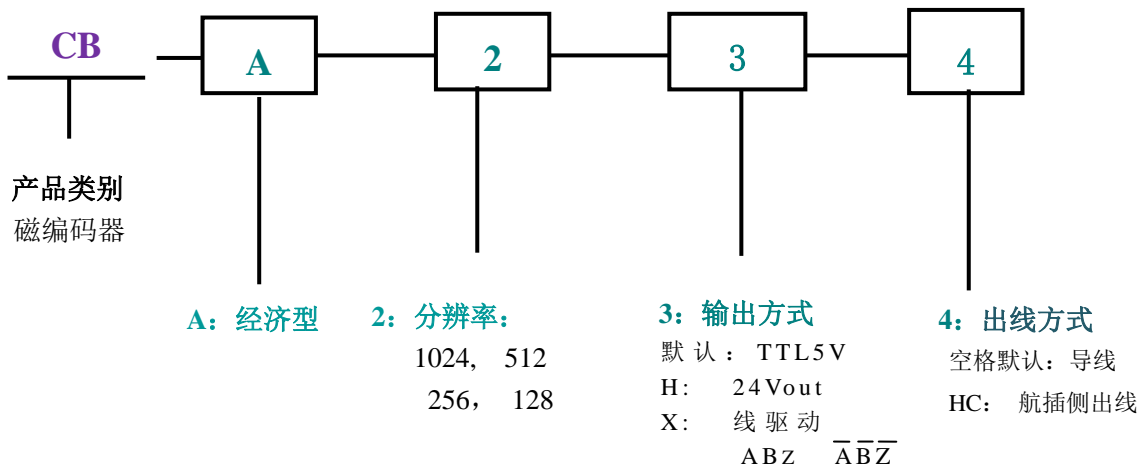 CB
A
2
3
4
产品类别
磁编码器
A：经济型
2：分辨率：
1024, 512
256， 128
3：输出方式
默认：TTL5V
H: 24Vout
X: 线驱动
ABZ A̅B̅Z̅
4：出线方式
空格默认：导线
HC： 航插侧出线